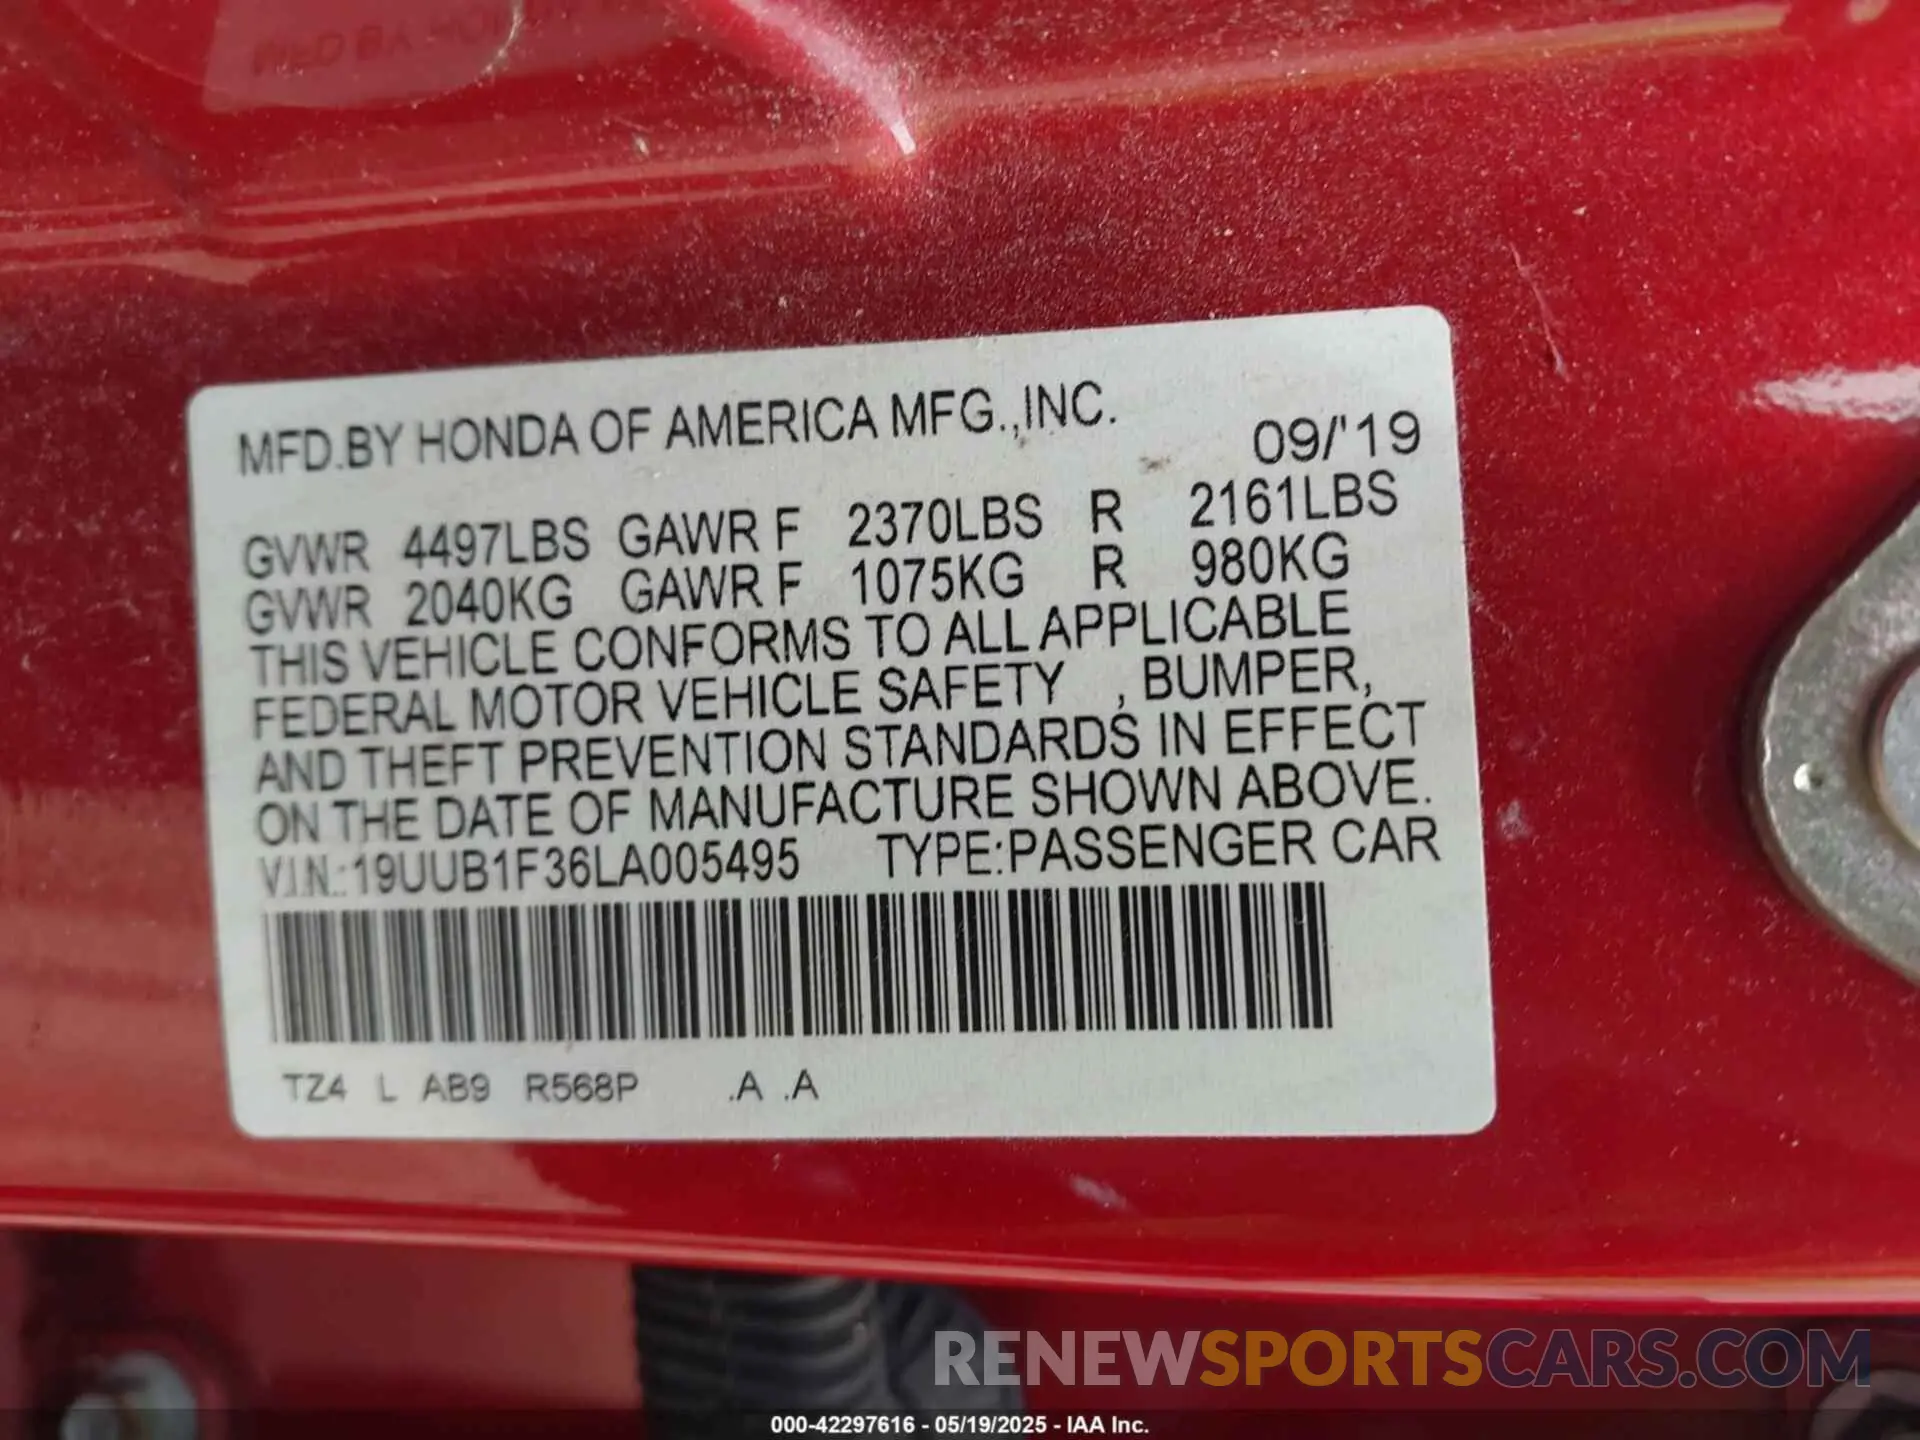 MFD.BY HONDA OF AMERICA MFG.,INC.
09/'19
GVWR 4497LBS GAWR F 2370LBS R 2161LBS
GVWR 2040KG GAWR F 1075KG R 980KG
THIS VEHICLE CONFORMS TO ALL APPLICABLE
FEDERAL MOTOR VEHICLE SAFETY , BUMPER,
AND THEFT PREVENTION STANDARDS IN EFFECT
ON THE DATE OF MANUFACTURE SHOWN ABOVE.
V.I.N.:19UUB1F36LA005495 TYPE:PASSENGER CAR
TZ4 L AB9 R568P .A .A
RENEWSPORTSCARS.COM
000-42297616 - 05/19/2025 - IAA Inc.